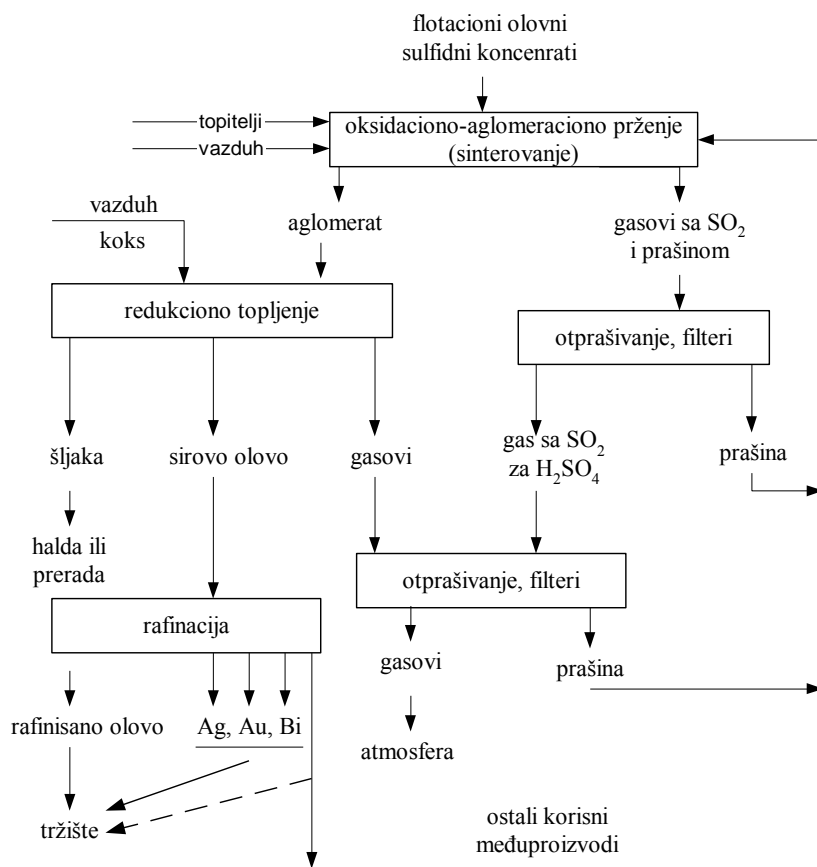 flotacioni olovni
sulfidni koncenrati
topitelji
vazduh
oksidaciono-aglomeraciono prženje
(sinterovanje)
vazduh
koks
aglomerat
gasovi sa SO₂
i prašinom
redukciono topljenje
otprašivanje, filteri
šljaka
sirovo olovo
gasovi
gas sa SO₂
za H₂SO₄
prašina
halda ili
prerada
otprašivanje, filteri
rafinacija
gasovi
prašina
rafinisano olovo
Ag, Au, Bi
atmosfera
tržište
ostali korisni
međuproizvodi